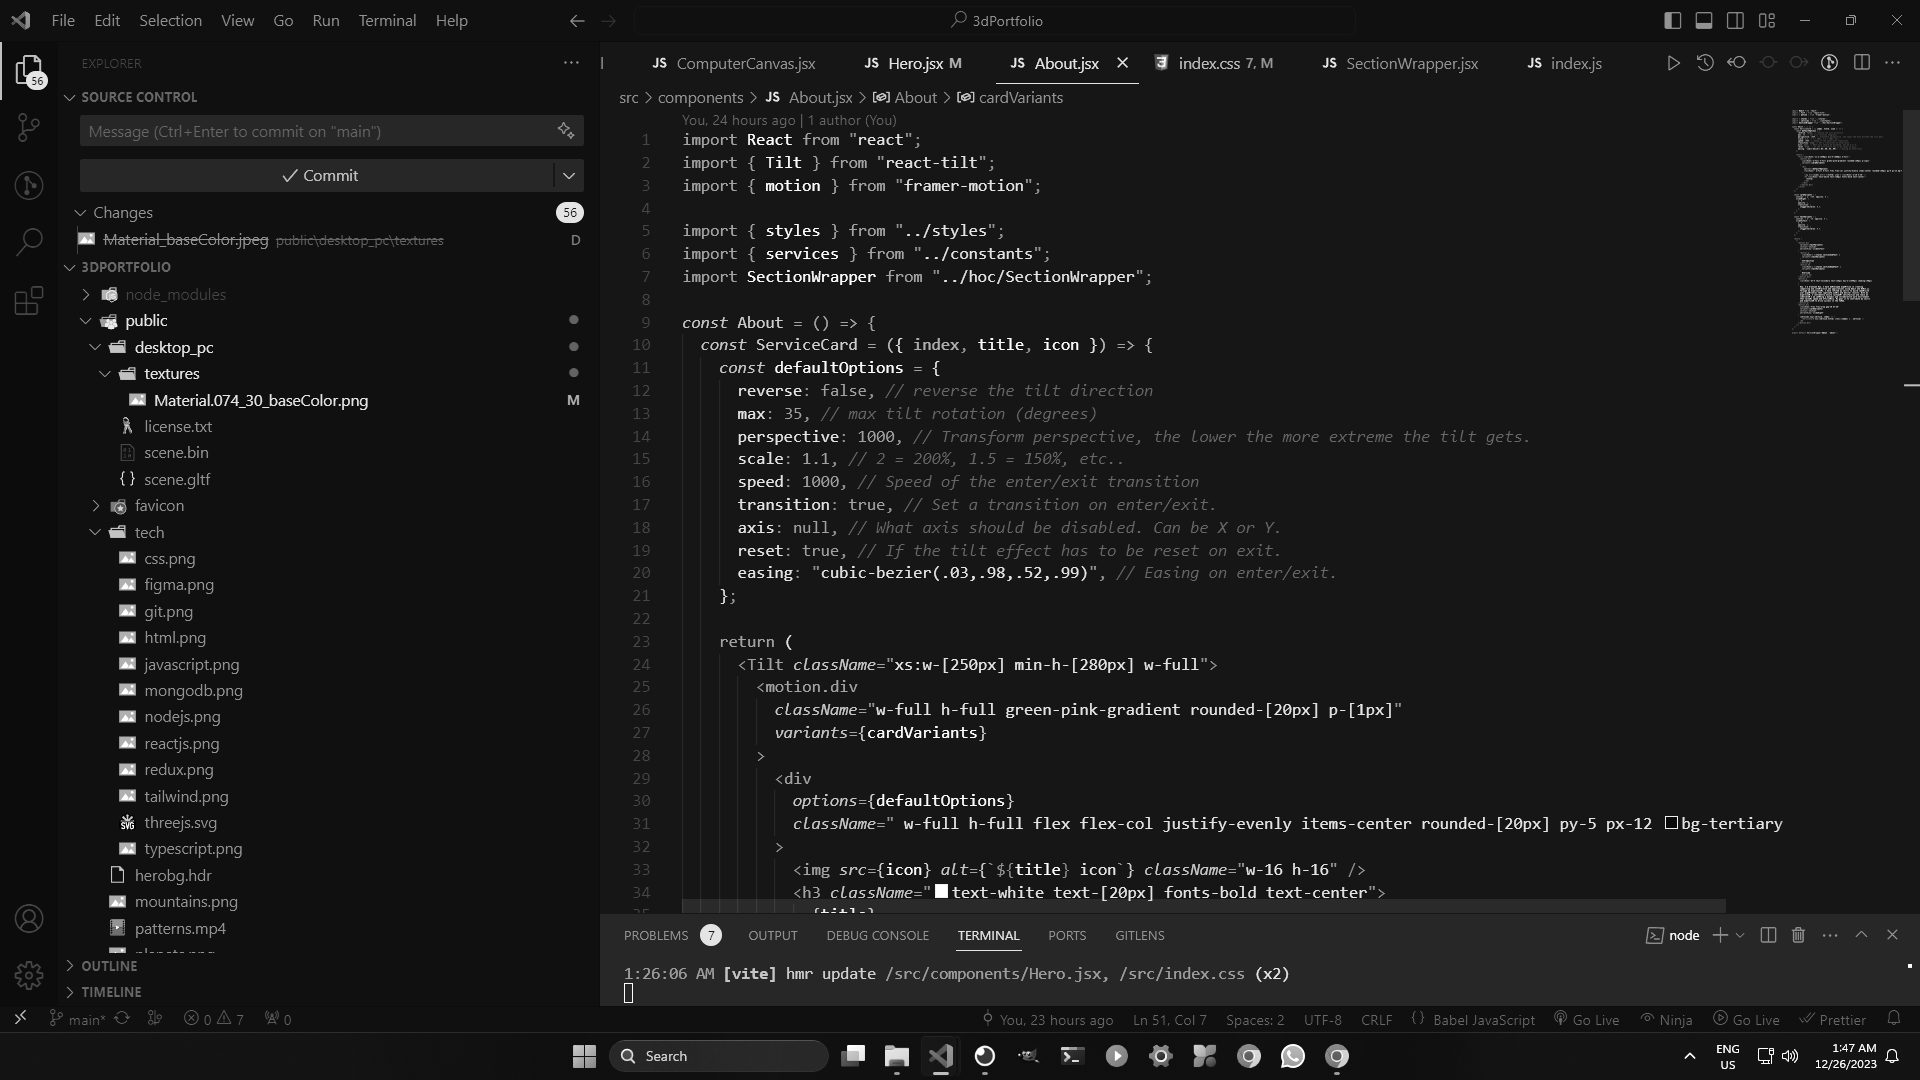 File Edit Selection View Go Run Terminal Help
3dPortfolio
EXPLORER
56
SOURCE CONTROL
Message (Ctrl+Enter to commit on "main")
Commit
Changes 56
Material_baseColor.jpeg public\desktop_pc\textures D
3DPORTFOLIO
node_modules
public
desktop_pc
textures
Material.074_30_baseColor.png M
license.txt
scene.bin
scene.gltf
favicon
tech
css.png
figma.png
git.png
html.png
javascript.png
mongodb.png
nodejs.png
reactjs.png
redux.png
tailwind.png
threejs.svg
typescript.png
herobg.hdr
mountains.png
patterns.mp4
OUTLINE
TIMELINE
JS ComputerCanvas.jsx JS Hero.jsx M JS About.jsx index.css 7, M JS SectionWrapper.jsx JS index.js
src > components > JS About.jsx > About > cardVariants
You, 24 hours ago | 1 author (You)
1 import React from "react";
2 import { Tilt } from "react-tilt";
3 import { motion } from "framer-motion";
4
5 import { styles } from "../styles";
6 import { services } from "../constants";
7 import SectionWrapper from "../hoc/SectionWrapper";
8
9 const About = () => {
10 const ServiceCard = ({ index, title, icon }) => {
11 const defaultOptions = {
12 reverse: false, // reverse the tilt direction
13 max: 35, // max tilt rotation (degrees)
14 perspective: 1000, // Transform perspective, the lower the more extreme the tilt gets.
15 scale: 1.1, // 2 = 200%, 1.5 = 150%, etc..
16 speed: 1000, // Speed of the enter/exit transition
17 transition: true, // Set a transition on enter/exit.
18 axis: null, // What axis should be disabled. Can be X or Y.
19 reset: true, // If the tilt effect has to be reset on exit.
20 easing: "cubic-bezier(.03,.98,.52,.99)", // Easing on enter/exit.
21 };
22
23 return (
24 <Tilt className="xs:w-[250px] min-h-[280px] w-full">
25 <motion.div
26 className="w-full h-full green-pink-gradient rounded-[20px] p-[1px]"
27 variants={cardVariants}
28 >
29 <div
30 options={defaultOptions}
31 className=" w-full h-full flex flex-col justify-evenly items-center rounded-[20px] py-5 px-12 bg-tertiary
32 >
33 <img src={icon} alt={`${title} icon`} className="w-16 h-16" />
34 <h3 className="text-white text-[20px] fonts-bold text-center">
35 {title}
PROBLEMS 7 OUTPUT DEBUG CONSOLE TERMINAL PORTS GITLENS
node
1:26:06 AM [vite] hmr update /src/components/Hero.jsx, /src/index.css (x2)
main* 0 7 0
You, 23 hours ago Ln 51, Col 7 Spaces: 2 UTF-8 CRLF {} Babel JavaScript Go Live Ninja Go Live Prettier
Search
ENG
US
1:47 AM
12/26/2023